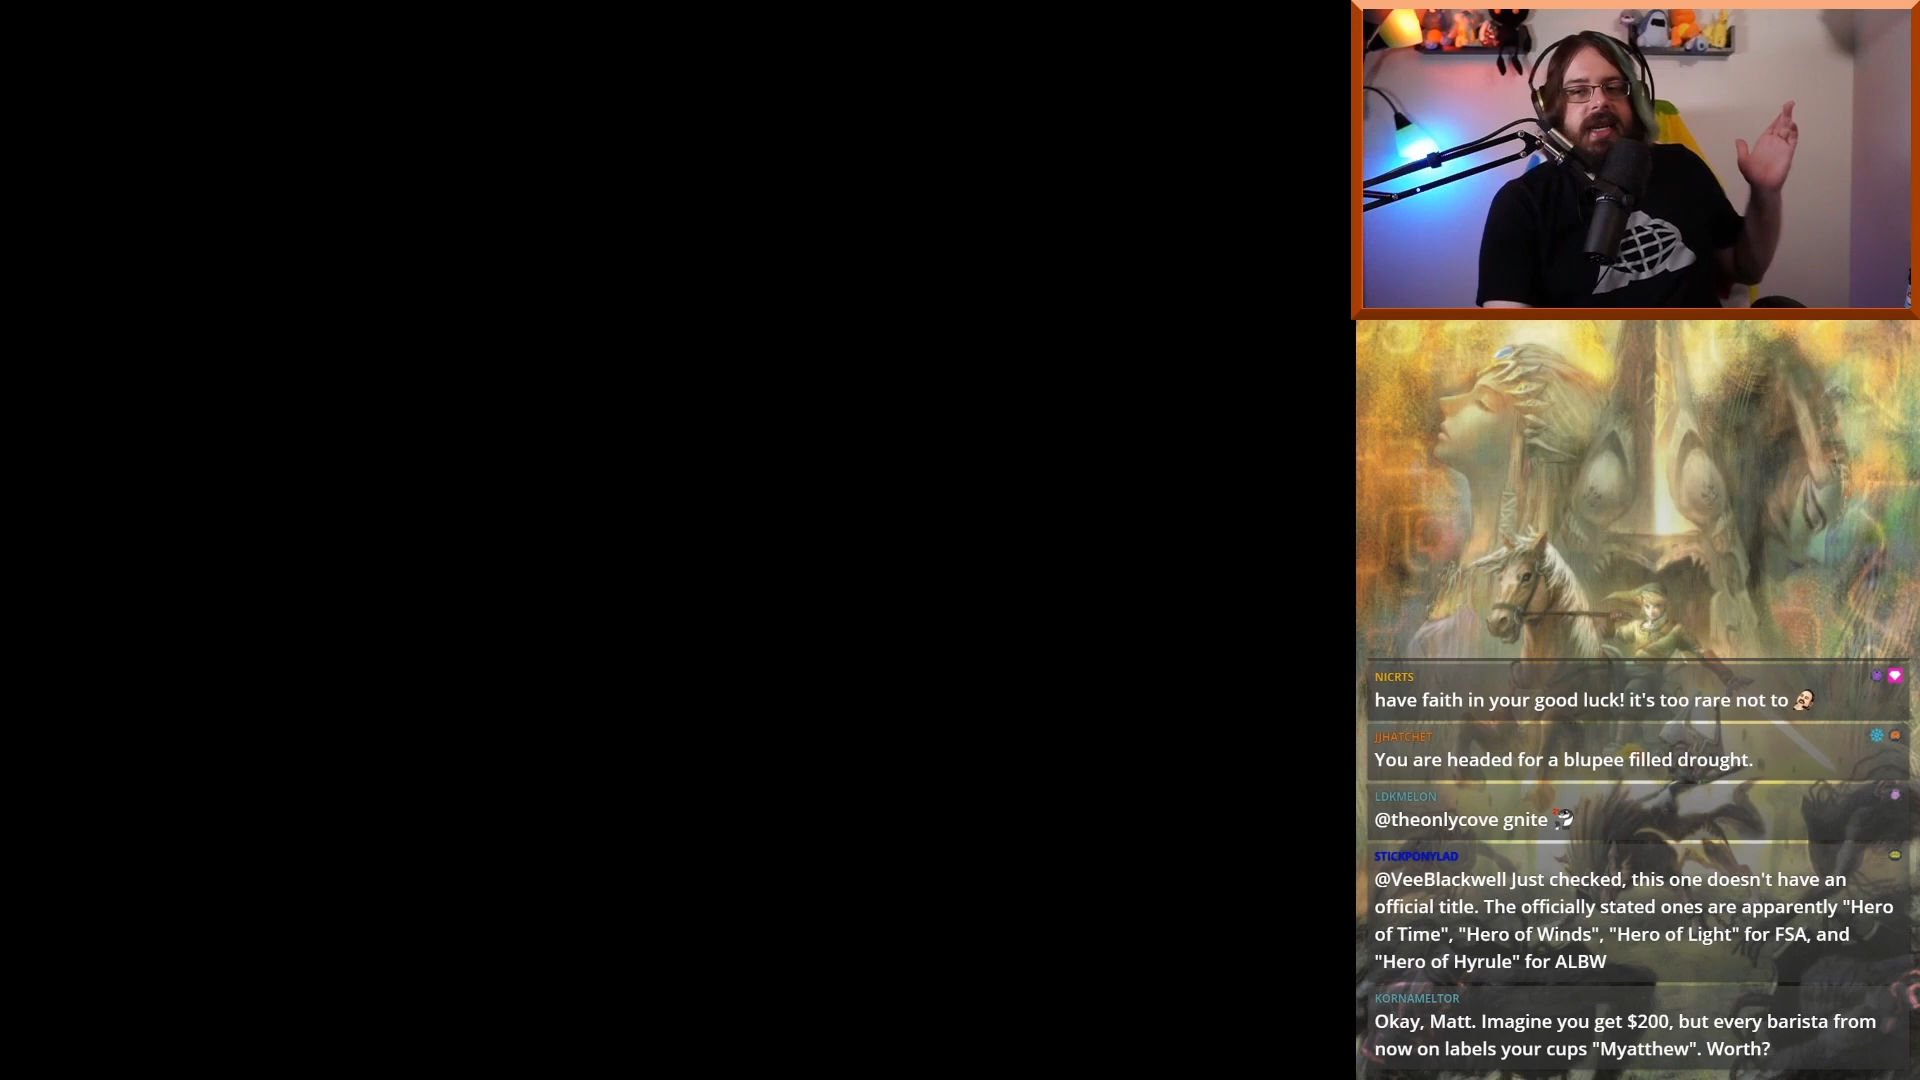 NICRTS
have faith in your good luck! it's too rare not to
JJHATCHET
You are headed for a blupee filled drought.
LDKMELON
@theonlycove gnite
STICKPONYLAD
@VeeBlackwell Just checked, this one doesn't have an
official title. The officially stated ones are apparently "Hero
of Time", "Hero of Winds", "Hero of Light" for FSA, and
"Hero of Hyrule" for ALBW
KORNAMELTOR
Okay, Matt. Imagine you get $200, but every barista from
now on labels your cups "Myatthew". Worth?